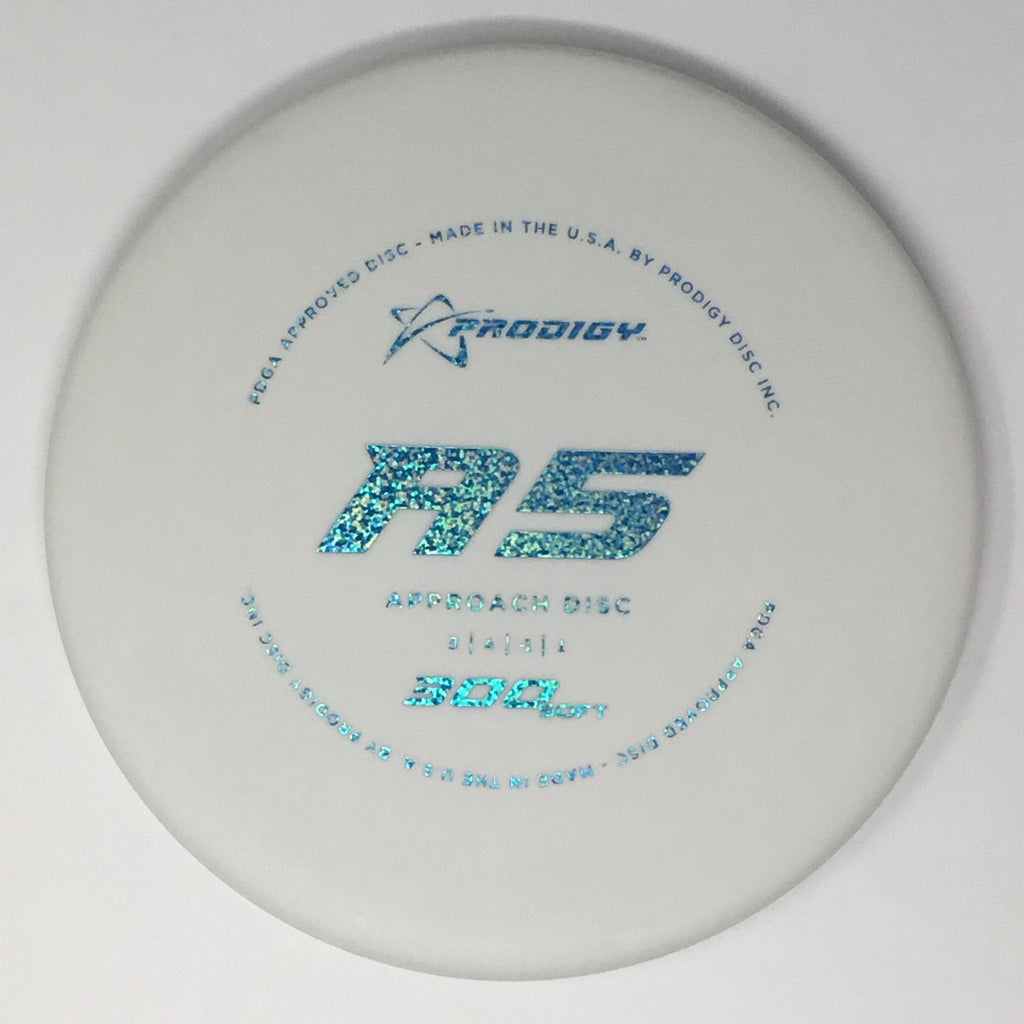 PDGA APPROVED DISC - MADE IN THE U.S.A. BY PRODIGY DISC INC.
PRODIGY™
A5
APPROACH DISC
300 SOFT
PDGA APPROVED DISC - MADE IN THE U.S.A. BY PRODIGY DISC INC.